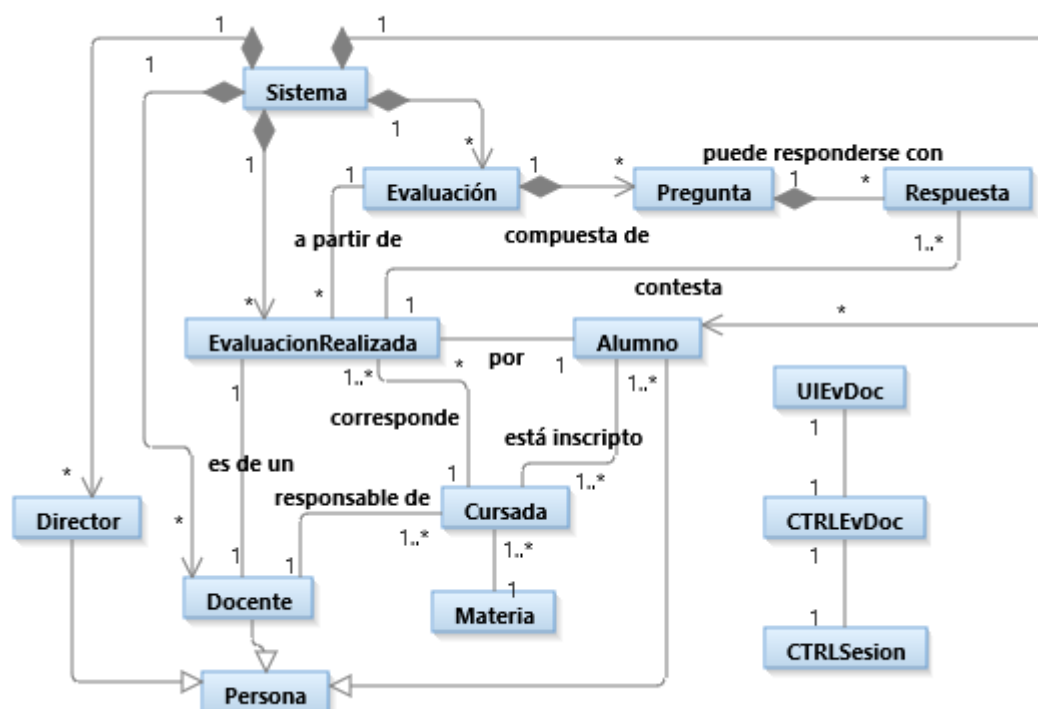 1
1
1
Sistema
1
1
*
puede responderse con
1
Evaluación
1
*
Pregunta
1
*
Respuesta
a partir de
compuesta de
1..*
contesta
*
*
1
*
EvaluacionRealizada
Alumno
por
*
1
1..*
1..*
1
UIEvDoc
1
corresponde
está inscripto
es de un
*
responsable de
1
1..*
1
Director
*
Cursada
CTRLEvDoc
1..*
1..*
1
1
1
1
Docente
Materia
1
CTRLSesion
Persona